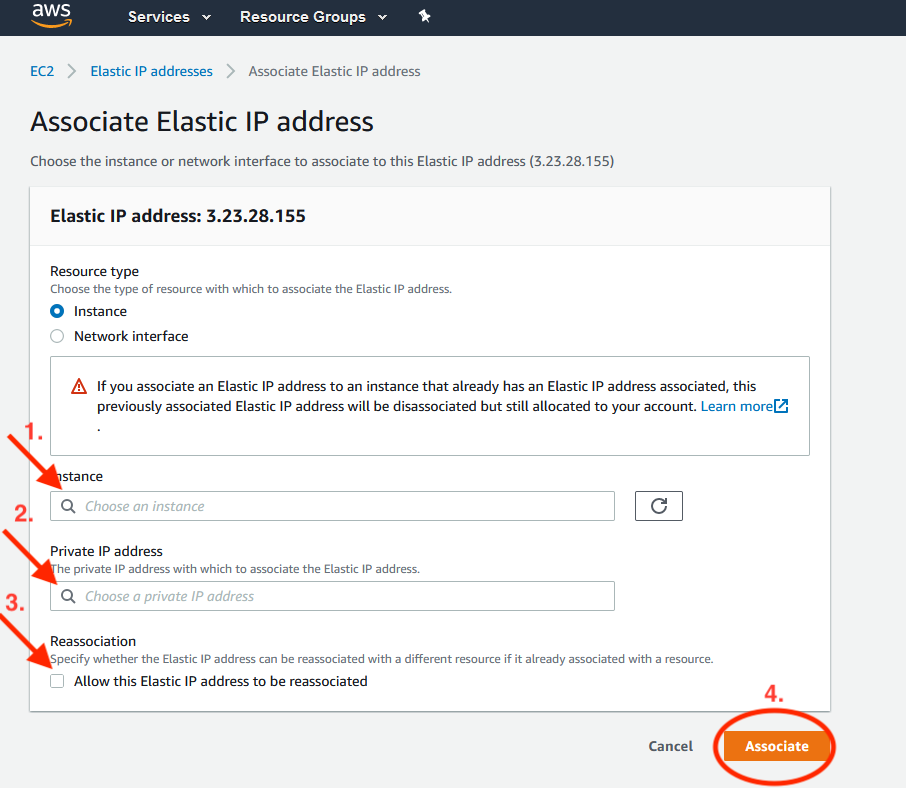 aws Services Resource Groups
EC2 Elastic IP addresses Associate Elastic IP address
Associate Elastic IP address
Choose the instance or network interface to associate to this Elastic IP address (3.23.28.155)
Elastic IP address: 3.23.28.155
Resource type
Choose the type of resource with which to associate the Elastic IP address.
Instance
Network interface
If you associate an Elastic IP address to an instance that already has an Elastic IP address associated, this
previously associated Elastic IP address will be disassociated but still allocated to your account. Learn more
.
1.
Instance
Choose an instance
2.
Private IP address
The private IP address with which to associate the Elastic IP address.
Choose a private IP address
3.
Reassociation
Specify whether the Elastic IP address can be reassociated with a different resource if it already associated with a resource.
Allow this Elastic IP address to be reassociated
4.
Cancel Associate